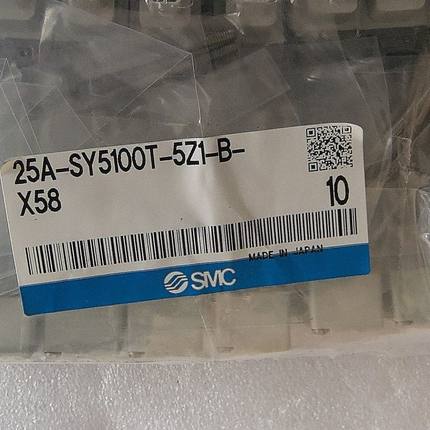 25A-SY5100T-5Z1-B-
X58
10
MADE IN JAPAN
SMC